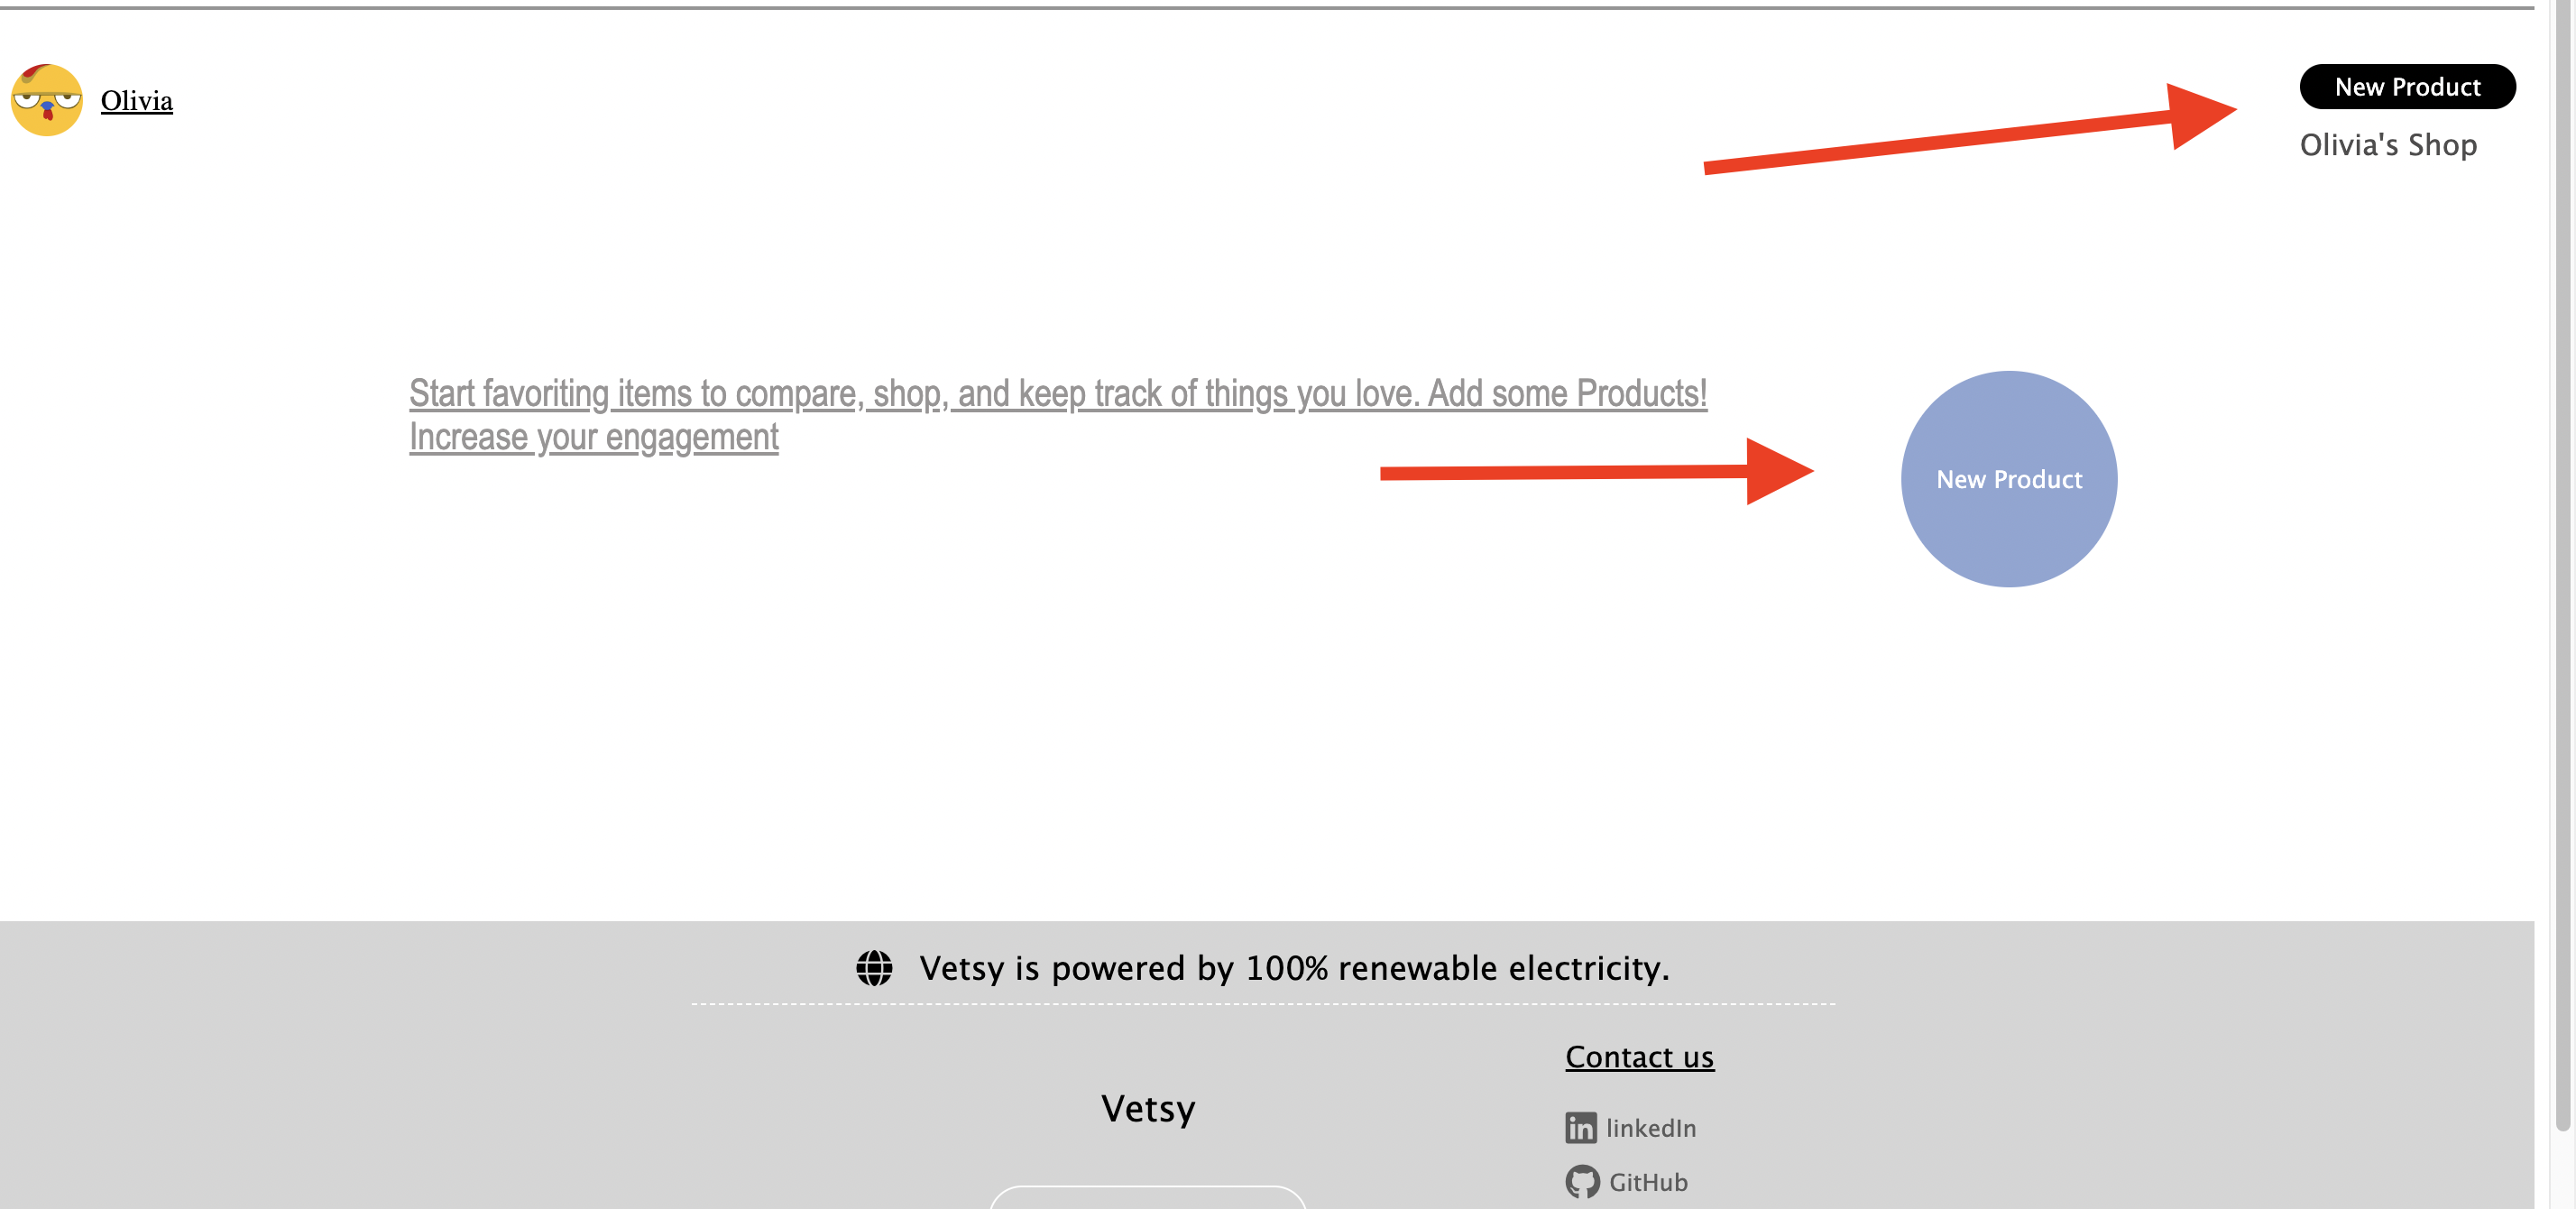 Olivia
New Product
Olivia's Shop
Start favoriting items to compare, shop, and keep track of things you love. Add some Products!
Increase your engagement
New Product
Vetsy is powered by 100% renewable electricity.
Contact us
Vetsy
linkedIn
GitHub